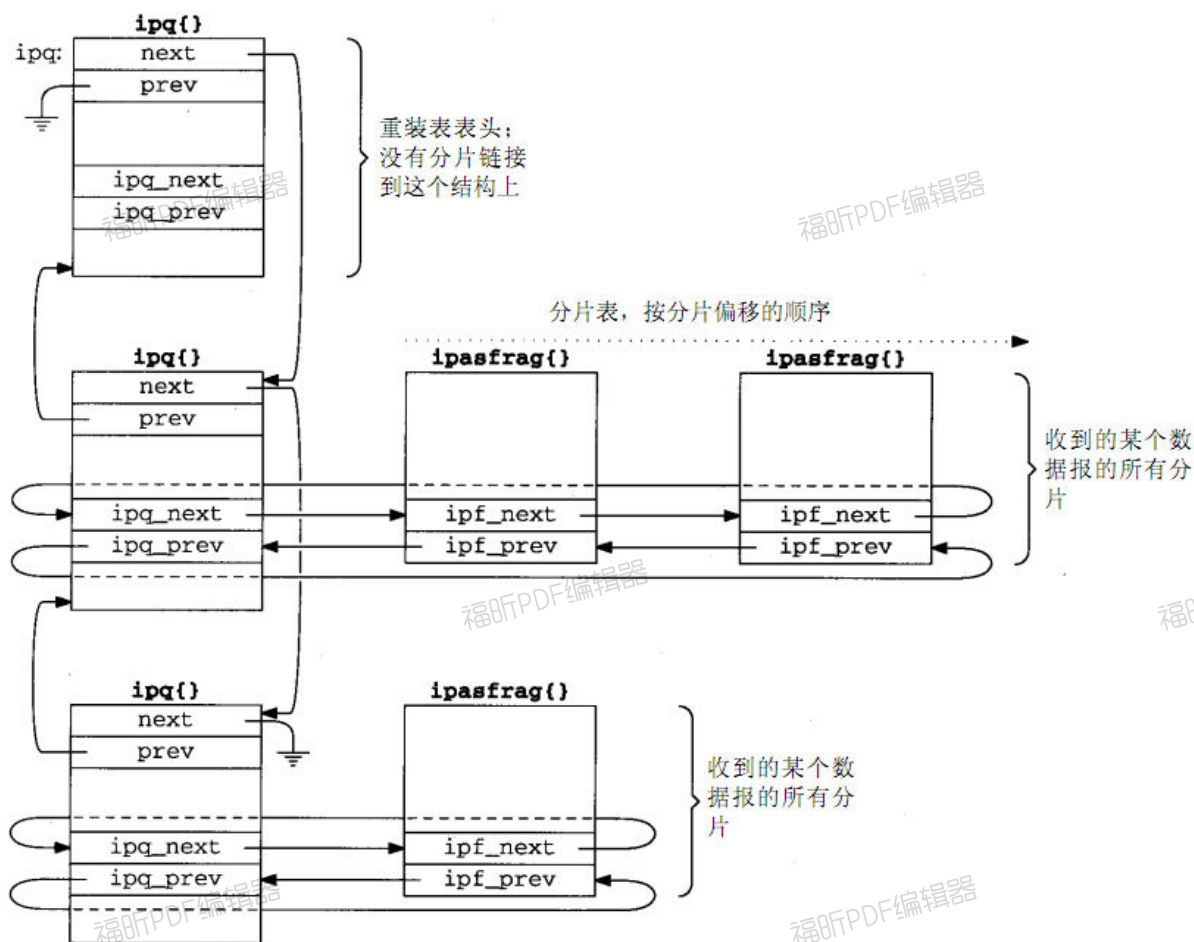 ipq{}
ipq:
next
prev
ipq_next
ipq_prev
重装表表头；
没有分片链接
到这个结构上
福昕PDF编辑器
福昕PDF编辑器
分片表，按分片偏移的顺序
ipq{}
next
prev
ipq_next
ipq_prev
ipasfrag{}
ipf_next
ipf_prev
ipasfrag{}
ipf_next
ipf_prev
收到的某个数
据报的所有分
片
福昕PDF编辑器
福
ipq{}
next
prev
ipq_next
ipq_prev
ipasfrag{}
ipf_next
ipf_prev
收到的某个数
据报的所有分
片
福昕PDF编辑器
福昕PDF编辑器